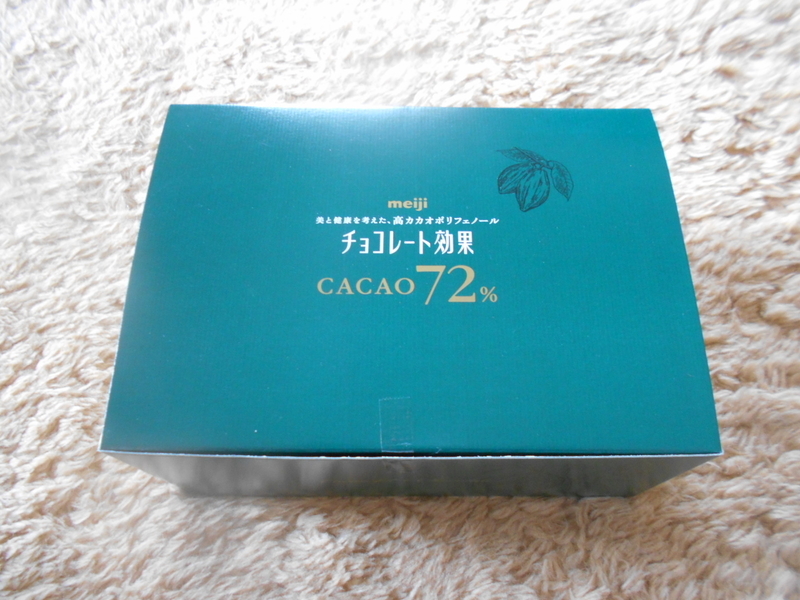 meiji
美と健康を考えた、高カカオポリフェノール
チョコレート効果
CACAO 72%